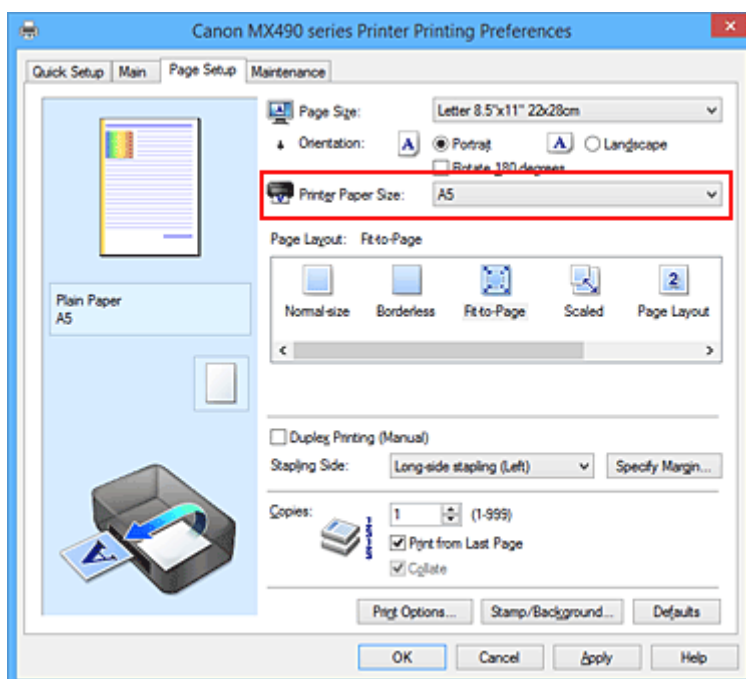 Canon MX490 series Printer Printing Preferences
Quick Setup Main Page Setup Maintenance
Page Size: Letter 8.5"x11" 22x28cm
Orientation: A Portrait A Landscape
Rotate 180 degrees
Printer Paper Size: A5
Page Layout: Fit-to-Page
Normal-size Borderless Fit-to-Page Scaled 2 Page Layout
Plain Paper
A5
Duplex Printing (Manual)
Stapling Side: Long-side stapling (Left) Specify Margin...
Copies: 1 (1-999)
Print from Last Page
Collate
Print Options... Stamp/Background... Defaults
OK Cancel Apply Help